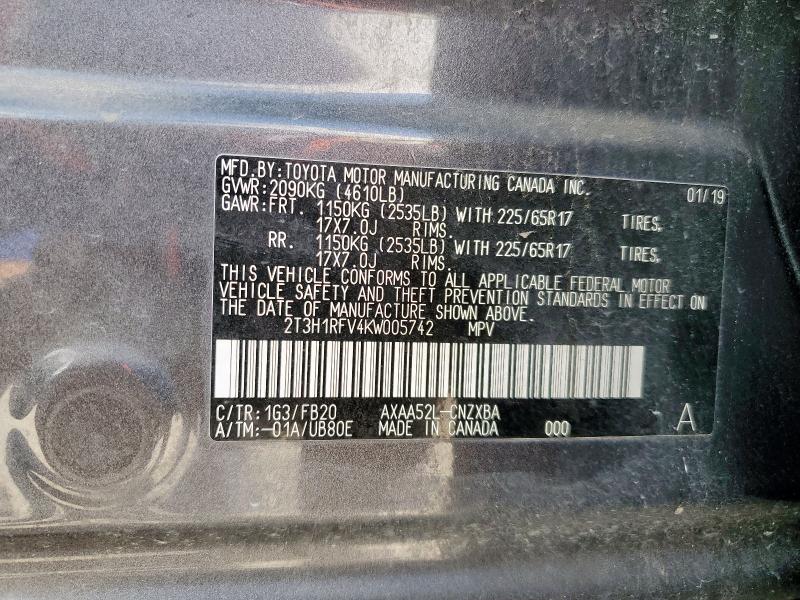 MFD.BY:TOYOTA MOTOR MANUFACTURING CANADA INC.
GVWR:2090KG (4610LB) 01/19
GAWR:FRT. 1150KG (2535LB) WITH 225/65R17 TIRES,
17X7.0J RIMS.
RR. 1150KG (2535LB) WITH 225/65R17 TIRES,
17X7.0J RIMS.
THIS VEHICLE CONFORMS TO ALL APPLICABLE FEDERAL MOTOR
VEHICLE SAFETY AND THEFT PREVENTION STANDARDS IN EFFECT ON
THE DATE OF MANUFACTURE SHOWN ABOVE.
2T3H1RFV4KW005742 MPV
C/TR: 1G3/FB20 AXAA52L-CNZXBA
A/TM:-01A/UB80E MADE IN CANADA 000 A